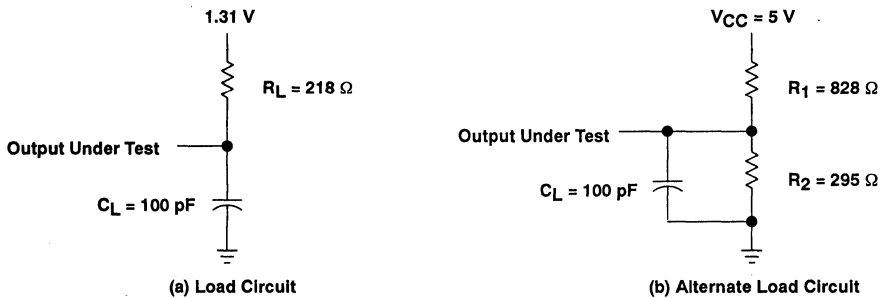 1.31 V
R_L = 218 Ω
Output Under Test
C_L = 100 pF
(a) Load Circuit
V_CC = 5 V
R_1 = 828 Ω
Output Under Test
C_L = 100 pF
R_2 = 295 Ω
(b) Alternate Load Circuit